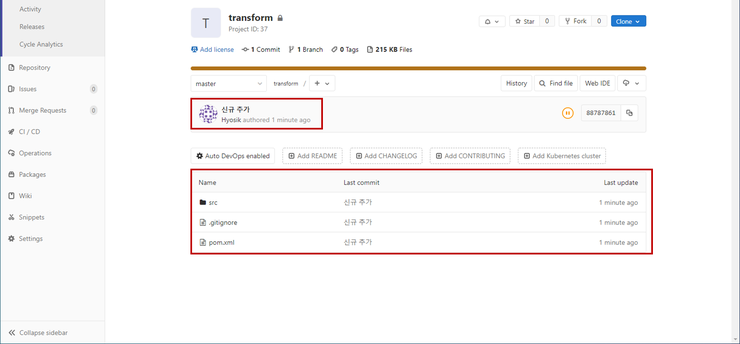 Activity
Releases
Cycle Analytics
Repository
Issues 0
Merge Requests 0
CI / CD
Operations
Packages
Wiki
Snippets
Settings
Collapse sidebar
T
transform
Project ID: 37
Star 0
Fork 0
Clone
Add license
1 Commit
1 Branch
0 Tags
215 KB Files
master
transform / +
History
Find file
Web IDE
신규 추가
Hyosik authored 1 minute ago
88787861
Auto DevOps enabled
Add README
Add CHANGELOG
Add CONTRIBUTING
Add Kubernetes cluster
Name Last commit Last update
src 신규 추가 1 minute ago
.gitignore 신규 추가 1 minute ago
pom.xml 신규 추가 1 minute ago